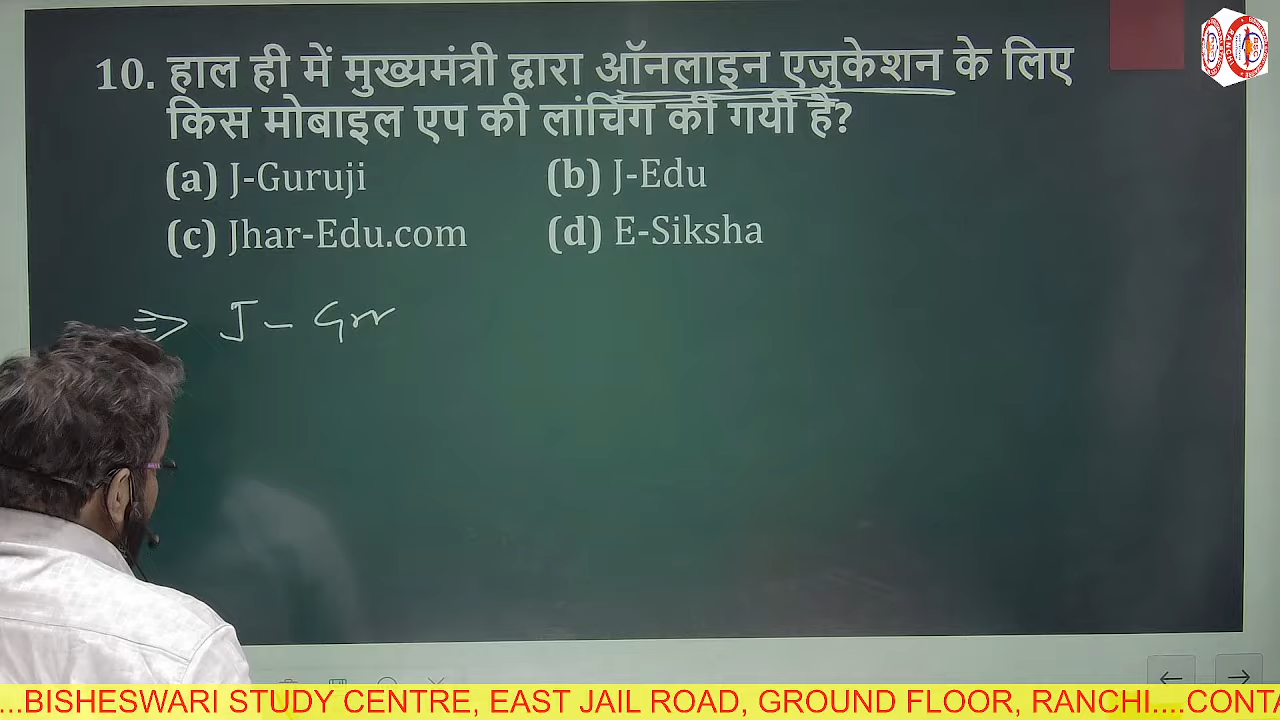 10. हाल ही में मुख्यमंत्री द्वारा ऑनलाइन एजुकेशन के लिए
किस मोबाइल एप की लांचिंग की गयी है?
(a) J-Guruji (b) J-Edu
(c) Jhar-Edu.com (d) E-Siksha
⇒ J - Grr
...BISHESWARI STUDY CENTRE, EAST JAIL ROAD, GROUND FLOOR, RANCHI....CONTA